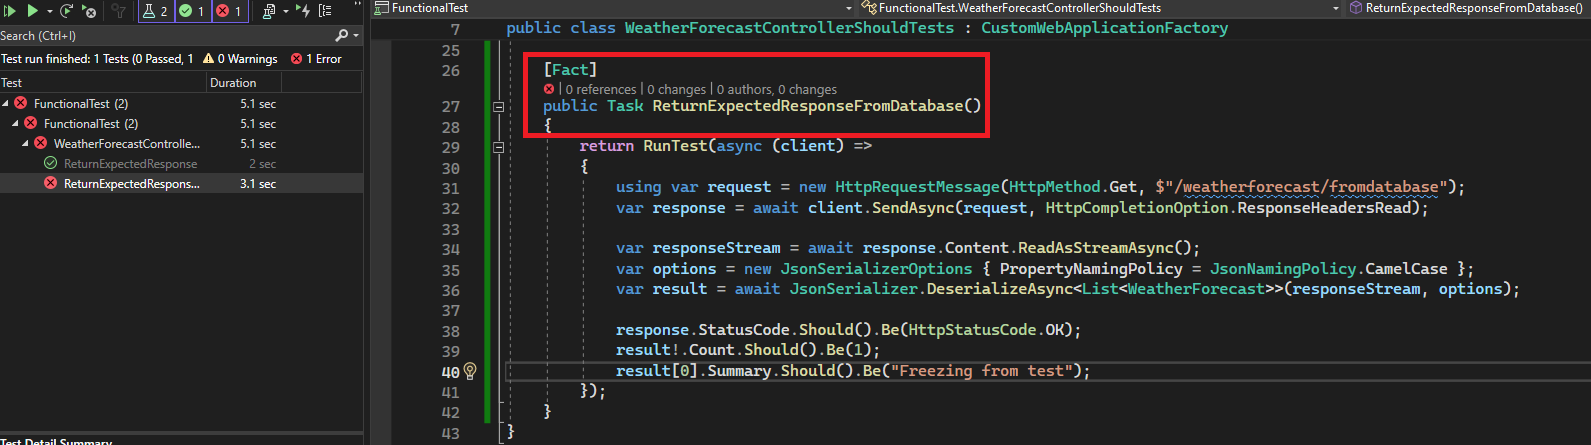 2 1 1
Search (Ctrl+I)
Test run finished: 1 Tests (0 Passed, 1 0 Warnings 1 Error
Test Duration
FunctionalTest (2) 5.1 sec
FunctionalTest (2) 5.1 sec
WeatherForecastControlle... 5.1 sec
ReturnExpectedResponse 2 sec
ReturnExpectedRespons... 3.1 sec
Test Detail Summary
FunctionalTest FunctionalTest.WeatherForecastControllerShouldTests ReturnExpectedResponseFromDatabase()
7 public class WeatherForecastControllerShouldTests : CustomWebApplicationFactory
25
26 [Fact]
| 0 references | 0 changes | 0 authors, 0 changes
27 public Task ReturnExpectedResponseFromDatabase()
28 {
29 return RunTest(async (client) =>
30 {
31 using var request = new HttpRequestMessage(HttpMethod.Get, $"/weatherforecast/fromdatabase");
32 var response = await client.SendAsync(request, HttpCompletionOption.ResponseHeadersRead);
33
34 var responseStream = await response.Content.ReadAsStreamAsync();
35 var options = new JsonSerializerOptions { PropertyNamingPolicy = JsonNamingPolicy.CamelCase };
36 var result = await JsonSerializer.DeserializeAsync<List<WeatherForecast>>(responseStream, options);
37
38 response.StatusCode.Should().Be(HttpStatusCode.OK);
39 result!.Count.Should().Be(1);
40 result[0].Summary.Should().Be("Freezing from test");
41 });
42 }
43 }